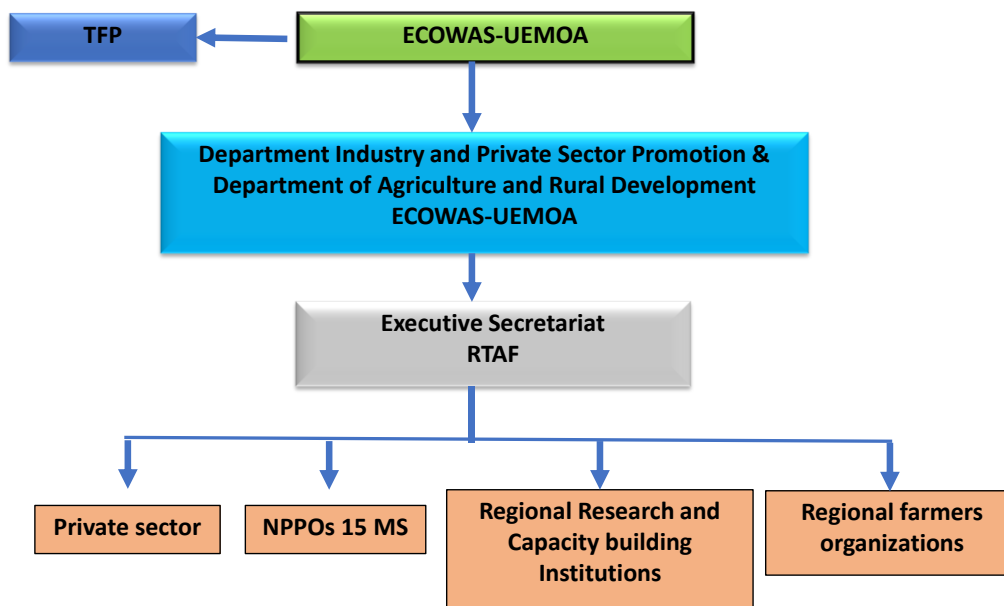 TFP
ECOWAS-UEMOA
Department Industry and Private Sector Promotion &
Department of Agriculture and Rural Development
ECOWAS-UEMOA
Executive Secretariat
RTAF
Private sector
NPPOs 15 MS
Regional Research and
Capacity building
Institutions
Regional farmers
organizations